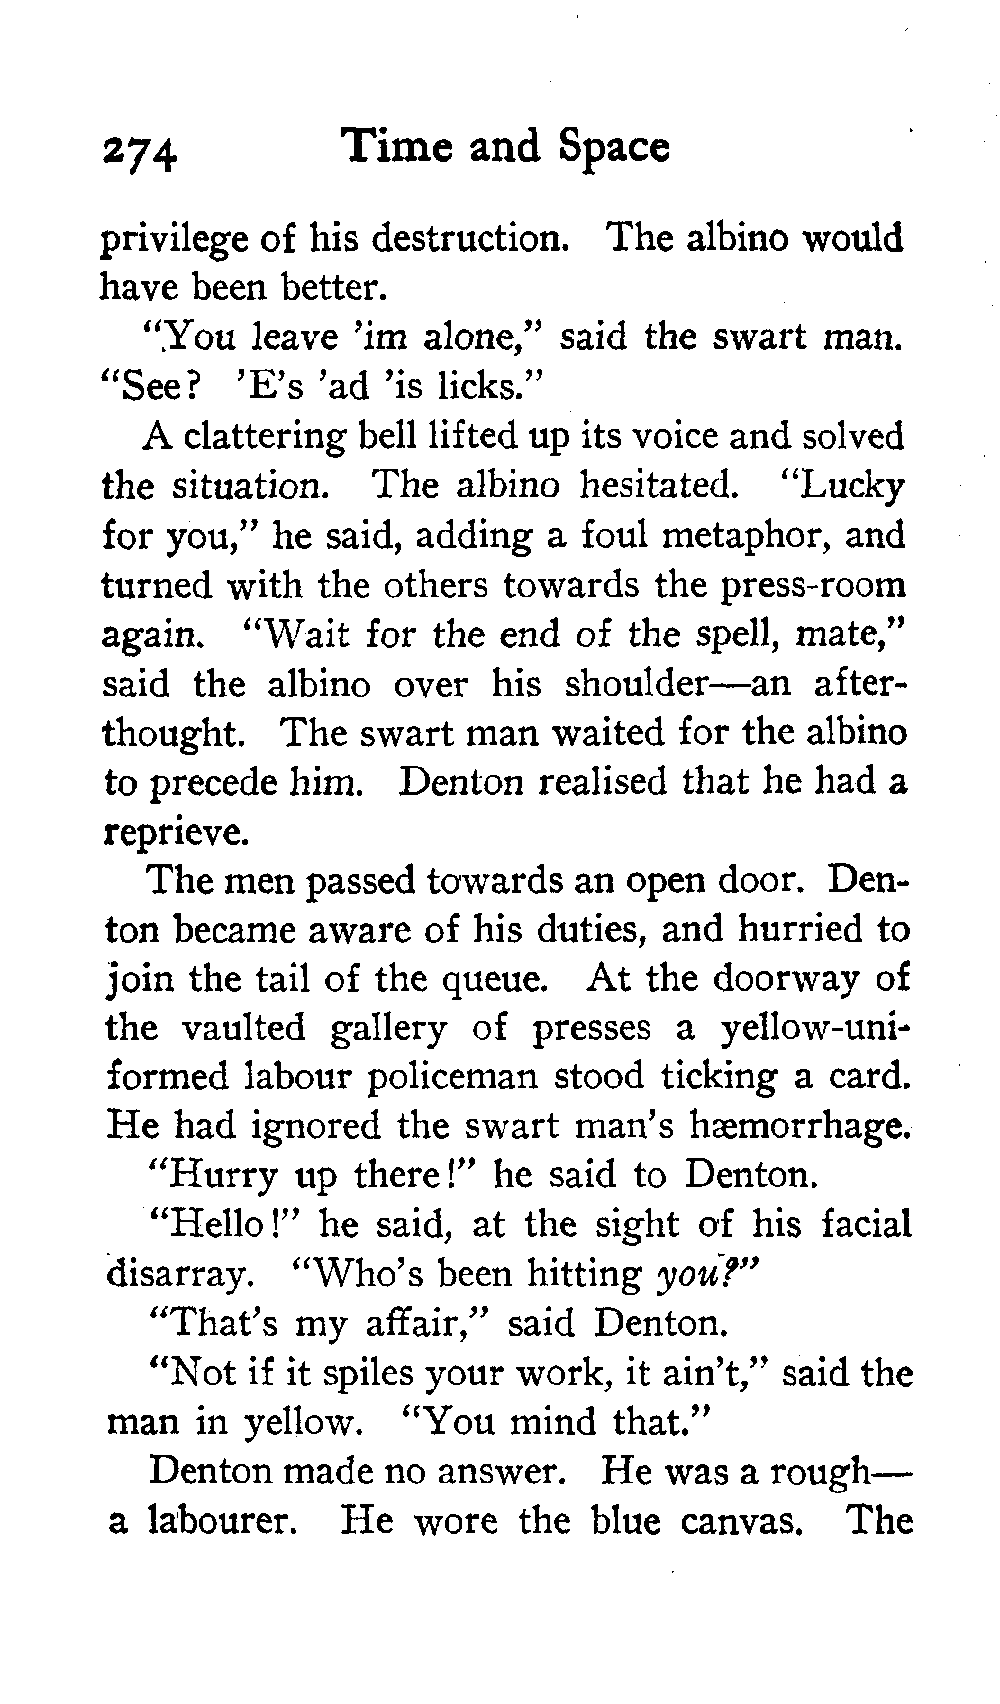 274 Time and Space
privilege of his destruction. The albino would
have been better.
"You leave 'im alone," said the swart man.
"See? 'E's 'ad 'is licks."
A clattering bell lifted up its voice and solved
the situation. The albino hesitated. "Lucky
for you," he said, adding a foul metaphor, and
turned with the others towards the press-room
again. "Wait for the end of the spell, mate,"
said the albino over his shoulder—an after-
thought. The swart man waited for the albino
to precede him. Denton realised that he had a
reprieve.
The men passed towards an open door. Den-
ton became aware of his duties, and hurried to
join the tail of the queue. At the doorway of
the vaulted gallery of presses a yellow-uni-
formed labour policeman stood ticking a card.
He had ignored the swart man's hæmorrhage.
"Hurry up there!" he said to Denton.
"Hello!" he said, at the sight of his facial
disarray. "Who's been hitting you?"
"That's my affair," said Denton.
"Not if it spiles your work, it ain't," said the
man in yellow. "You mind that."
Denton made no answer. He was a rough—
a labourer. He wore the blue canvas. The